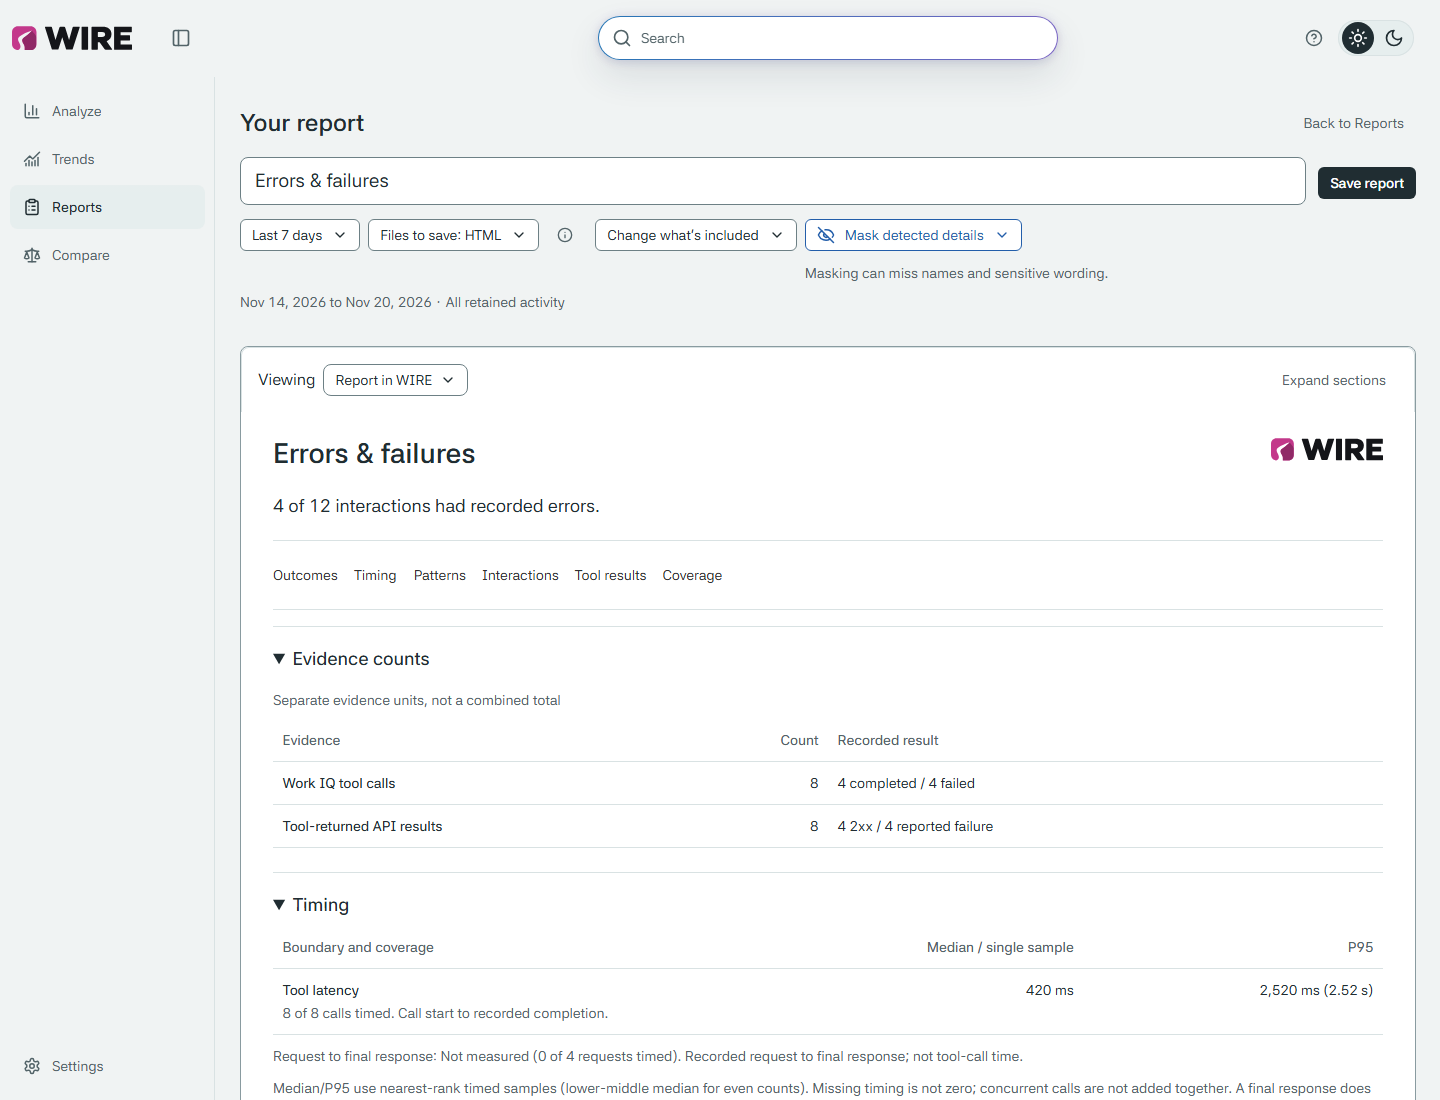 WIRE
Search
Analyze
Trends
Reports
Compare
Settings
Your report
Back to Reports
Errors & failures
Save report
Last 7 days
Files to save: HTML
Change what's included
Mask detected details
Masking can miss names and sensitive wording.
Nov 14, 2026 to Nov 20, 2026 · All retained activity
Viewing
Report in WIRE
Expand sections
Errors & failures
WIRE
4 of 12 interactions had recorded errors.
Outcomes Timing Patterns Interactions Tool results Coverage
Evidence counts
Separate evidence units, not a combined total
Evidence Count Recorded result
Work IQ tool calls 8 4 completed / 4 failed
Tool-returned API results 8 4 2xx / 4 reported failure
Timing
Boundary and coverage Median / single sample P95
Tool latency 420 ms 2,520 ms (2.52 s)
8 of 8 calls timed. Call start to recorded completion.
Request to final response: Not measured (0 of 4 requests timed). Recorded request to final response; not tool-call time.
Median/P95 use nearest-rank timed samples (lower-middle median for even counts). Missing timing is not zero; concurrent calls are not added together. A final response does